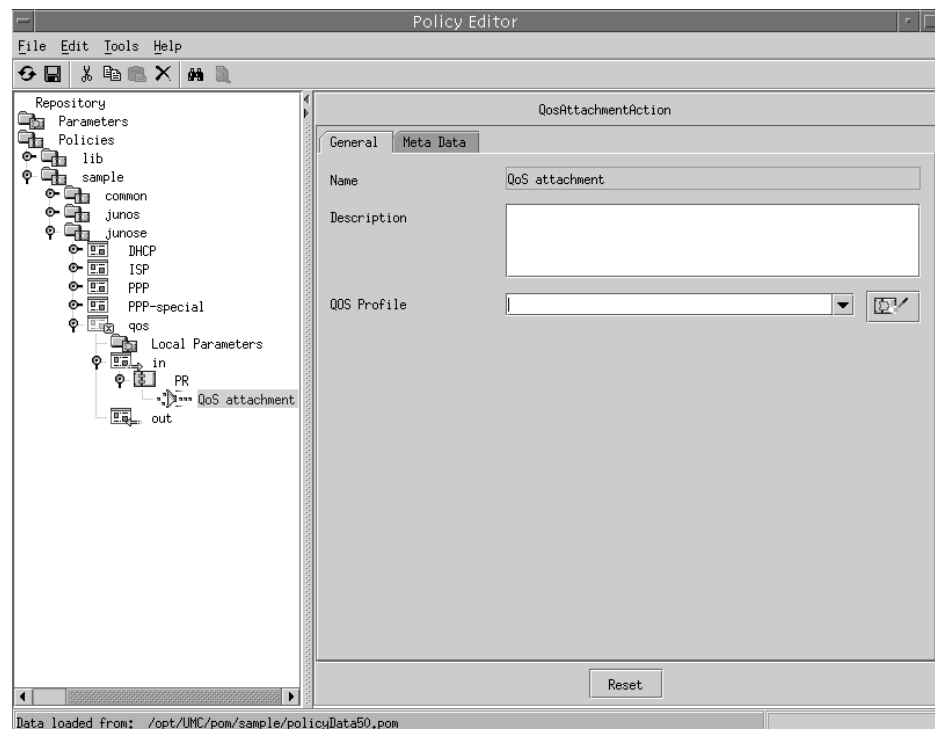 Policy Editor
File Edit Tools Help
Repository
Parameters
Policies
lib
sample
common
junos
junose
DHCP
ISP
PPP
PPP-special
qos
Local Parameters
in
PR
QoS attachment
out
QosAttachmentAction
General Meta Data
Name QoS attachment
Description
QOS Profile
Reset
Data loaded from: /opt/UMC/pom/sample/policyData50.pom